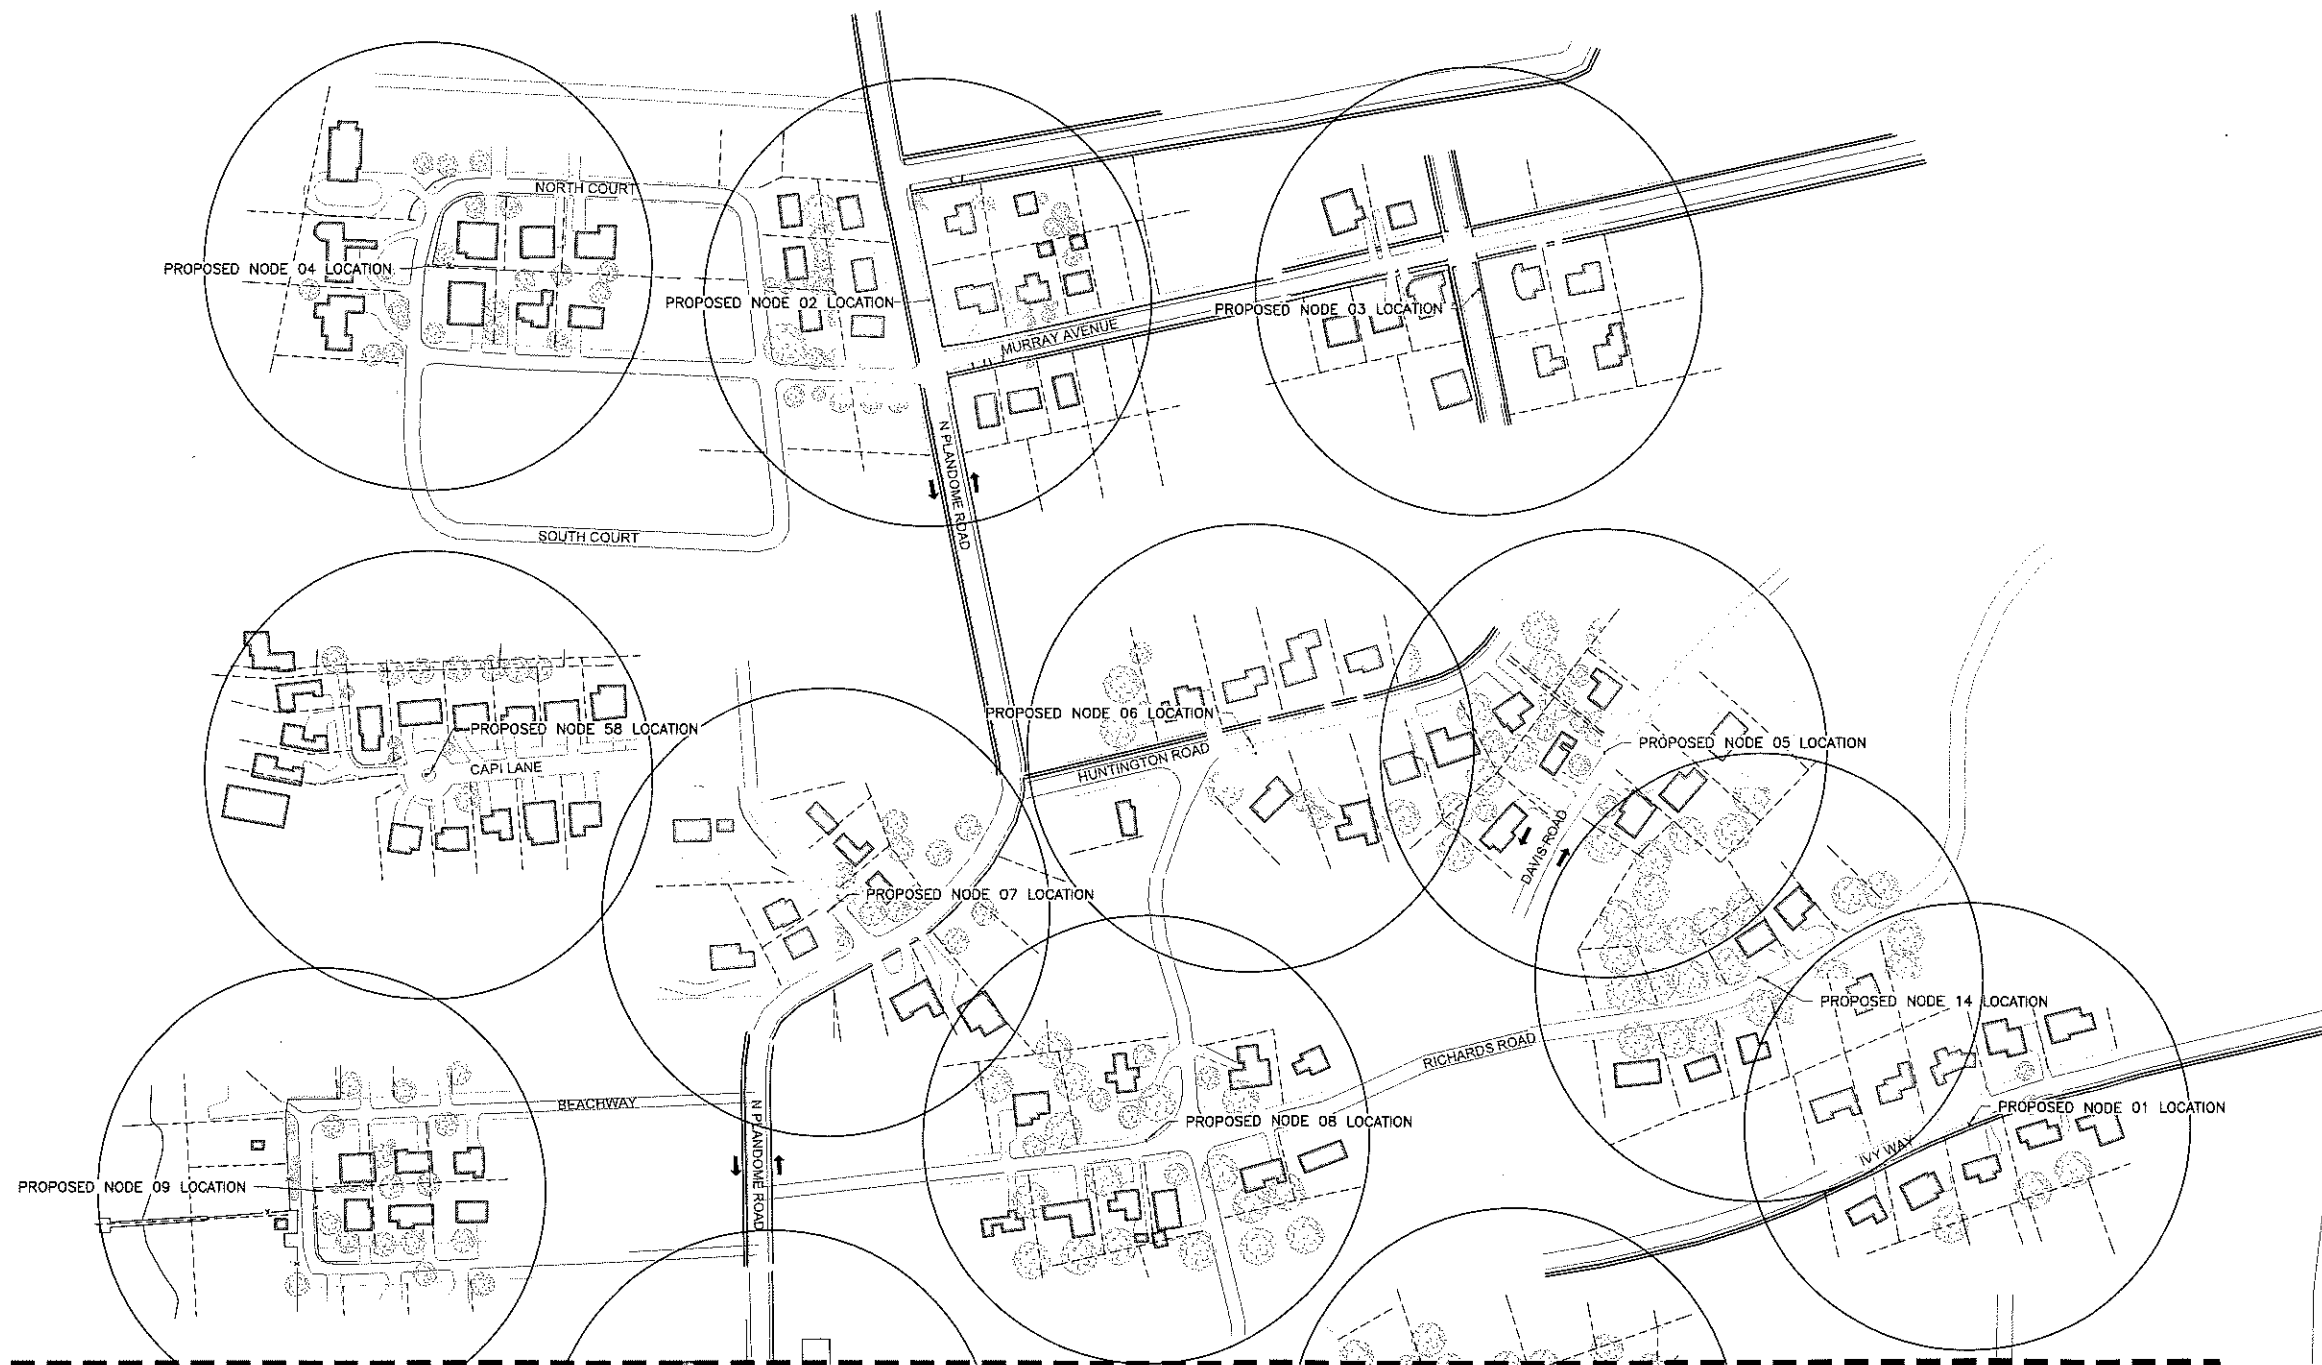 NORTH COURT
PROPOSED NODE 04 LOCATION
PROPOSED NODE 02 LOCATION
PROPOSED NODE 03 LOCATION
MURRAY AVENUE
N PLANDOME ROAD
SOUTH COURT
PROPOSED NODE 06 LOCATION
PROPOSED NODE 58 LOCATION
PROPOSED NODE 05 LOCATION
HUNTINGTON ROAD
CAPI LANE
DAVIS ROAD
PROPOSED NODE 07 LOCATION
PROPOSED NODE 14 LOCATION
RICHARDS ROAD
BEACHWAY
PROPOSED NODE 01 LOCATION
PROPOSED NODE 08 LOCATION
N PLANDOME ROAD
IVY WAY
PROPOSED NODE 09 LOCATION